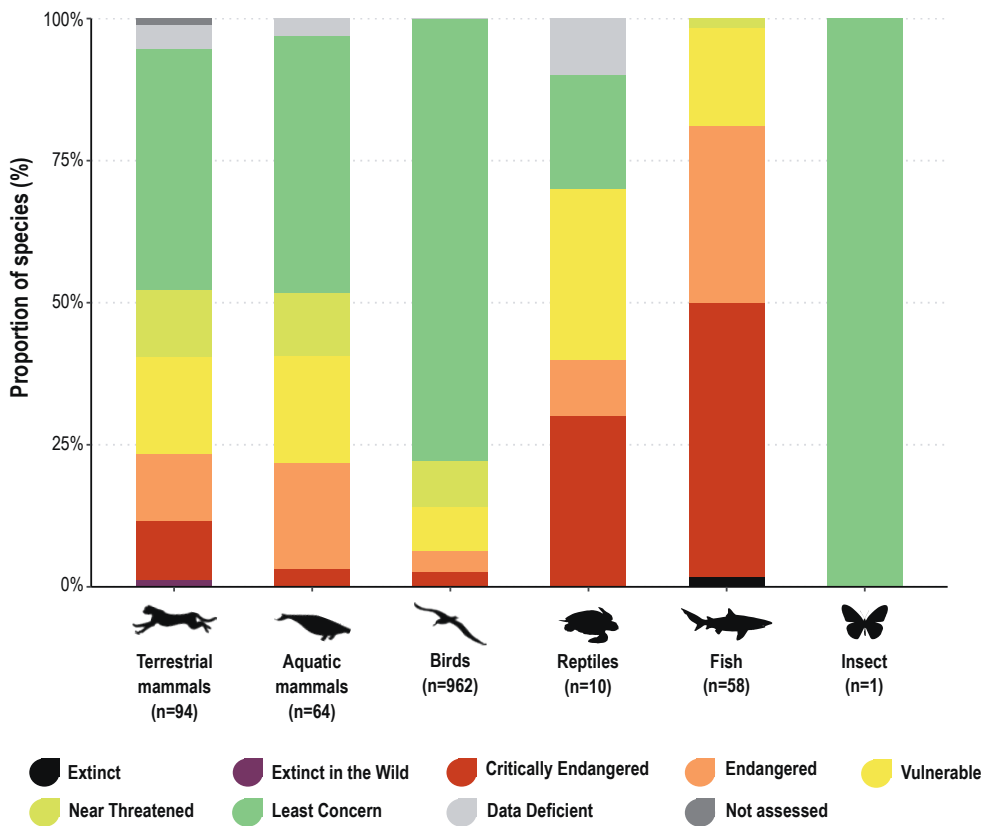 Proportion of species (%)
100%
75%
50%
25%
0%
Terrestrial
mammals
(n=94)
Aquatic
mammals
(n=64)
Birds
(n=962)
Reptiles
(n=10)
Fish
(n=58)
Insect
(n=1)
Extinct
Extinct in the Wild
Critically Endangered
Endangered
Vulnerable
Near Threatened
Least Concern
Data Deficient
Not assessed